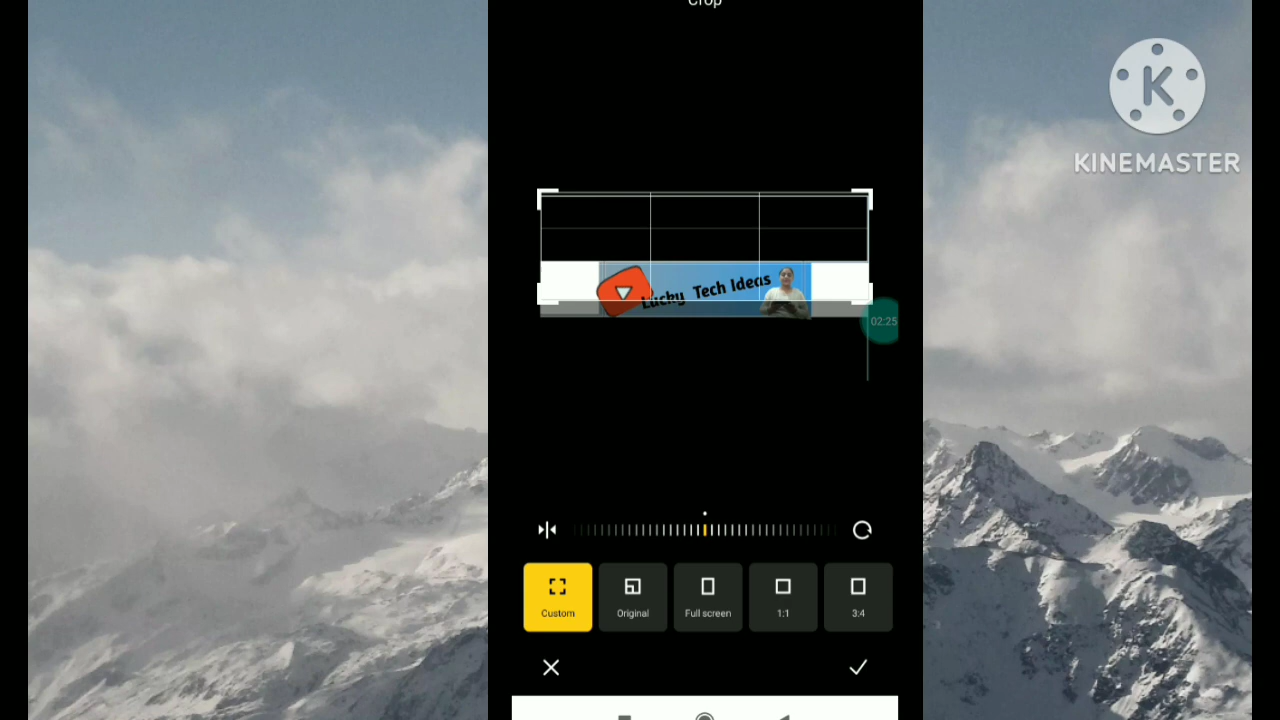 Crop
KINEMASTER
Lucky Tech Ideas
02:25
Custom
Original
Full screen
1:1
3:4